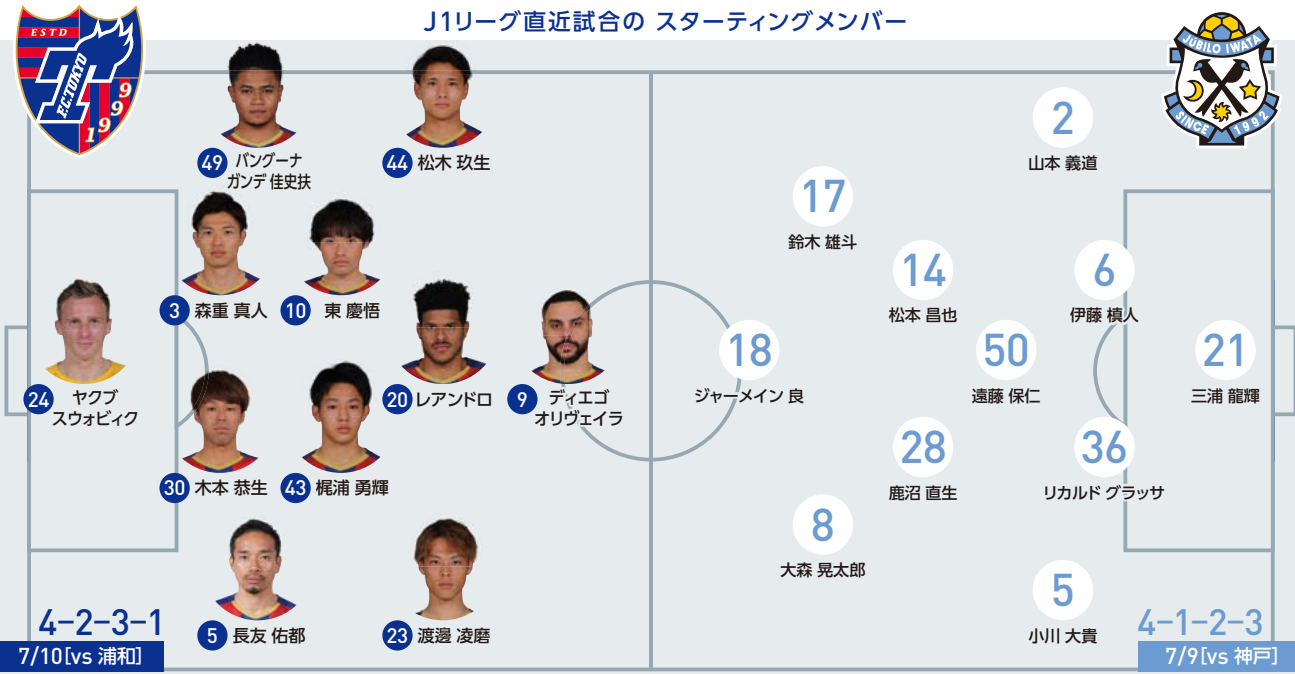 J1リーグ直近試合の スターティングメンバー
ESTD
F.C.TOKYO
1999
JÚBILO IWATA
SINCE 1992
49 バングーナ
ガンデ 佳史扶
44 松木 玖生
3 森重 真人
10 東 慶悟
24 ヤクブ
スウォビィク
20 レアンドロ
9 ディエゴ
オリヴェイラ
30 木本 恭生
43 梶浦 勇輝
5 長友 佑都
23 渡邊 凌磨
4-2-3-1
7/10[vs 浦和]
2
山本 義道
17
鈴木 雄斗
14
松本 昌也
6
伊藤 槙人
18
ジャーメイン 良
50
遠藤 保仁
21
三浦 龍輝
28
鹿沼 直生
36
リカルド グラッサ
8
大森 晃太郎
5
小川 大貴
4-1-2-3
7/9[vs 神戸]